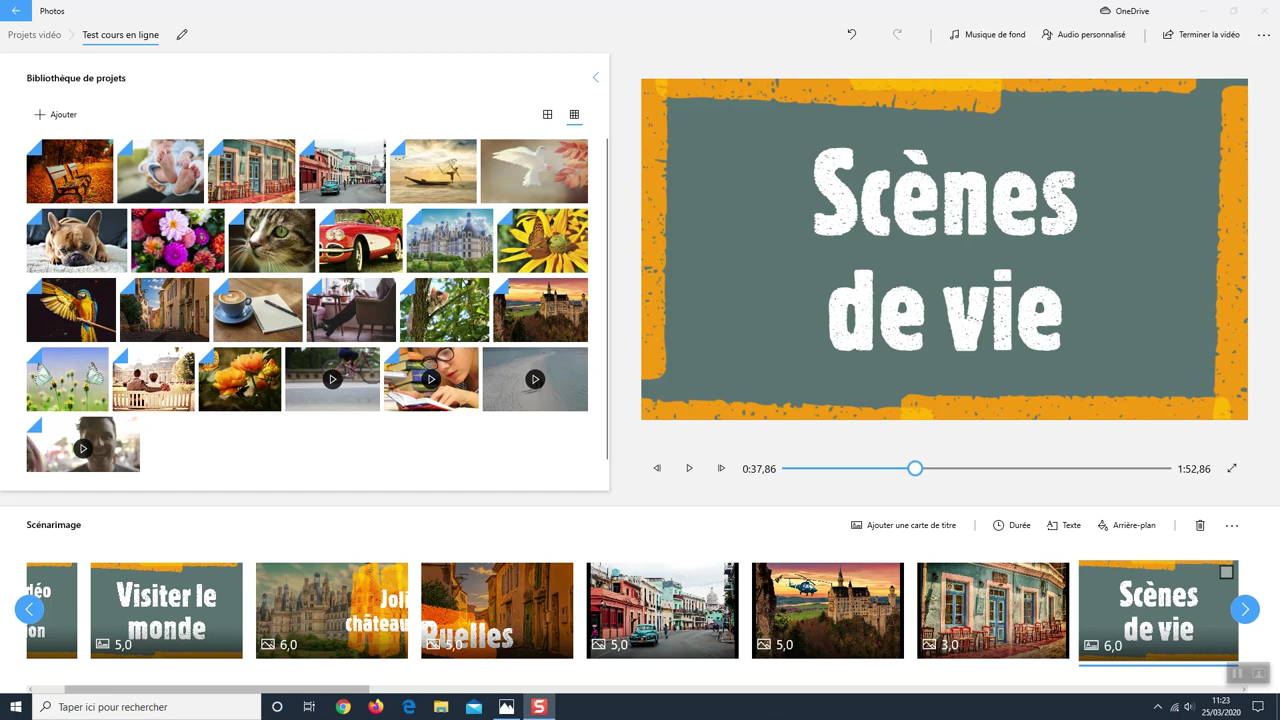 Photos
OneDrive
Projets vidéo
Test cours en ligne
Musique de fond
Audio personnalisé
Terminer la vidéo
Bibliothèque de projets
Ajouter
Scènes
de vie
0:37,86
1:52,86
Scénarimage
Ajouter une carte de titre
Durée
Texte
Arrière-plan
Visiter le
monde
5,0
6,0
Ruelles
5,0
5,0
5,0
3,0
Scènes
de vie
6,0
Taper ici pour rechercher
11:23
25/03/2020